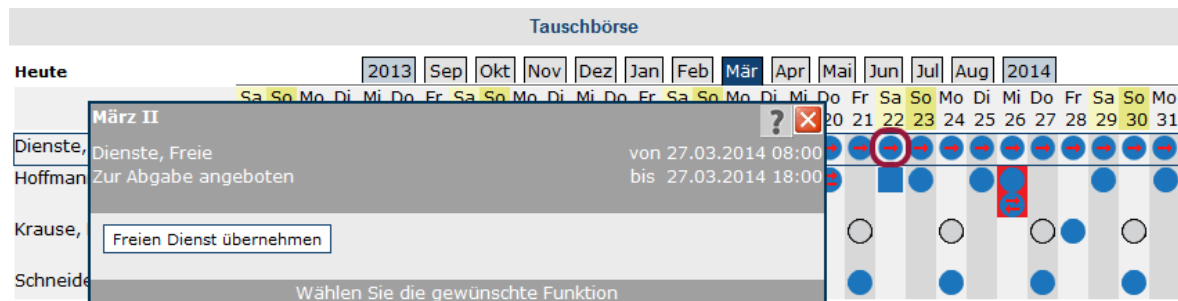 Tauschbörse
Heute 2013 Sep Okt Nov Dez Jan Feb Mär Apr Mai Jun Jul Aug 2014
Sa So Mo Di Mi Do Fr Sa So Mo Di Mi Do Fr Sa So Mo Di Mi Do Fr Sa So Mo Di Mi Do Fr Sa So Mo
20 21 22 23 24 25 26 27 28 29 30 31
März II ?
Dienste,
Dienste, Freie von 27.03.2014 08:00
Hoffman
Zur Abgabe angeboten bis 27.03.2014 18:00
Krause,
Freien Dienst übernehmen
Schneide
Wählen Sie die gewünschte Funktion